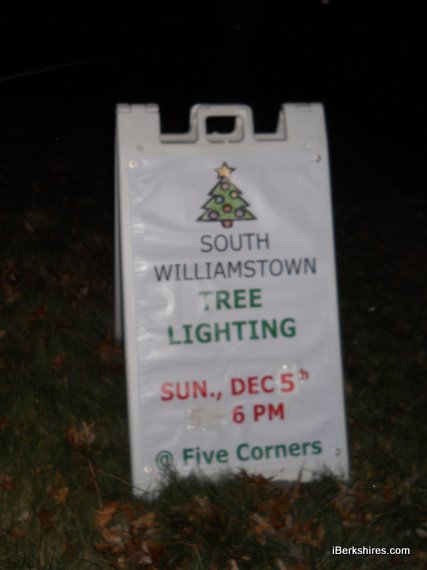 SOUTH
WILLIAMSTOWN
TREE
LIGHTING
SUN., DEC 5th
6 PM
@ Five Corners
iBerkshires.com